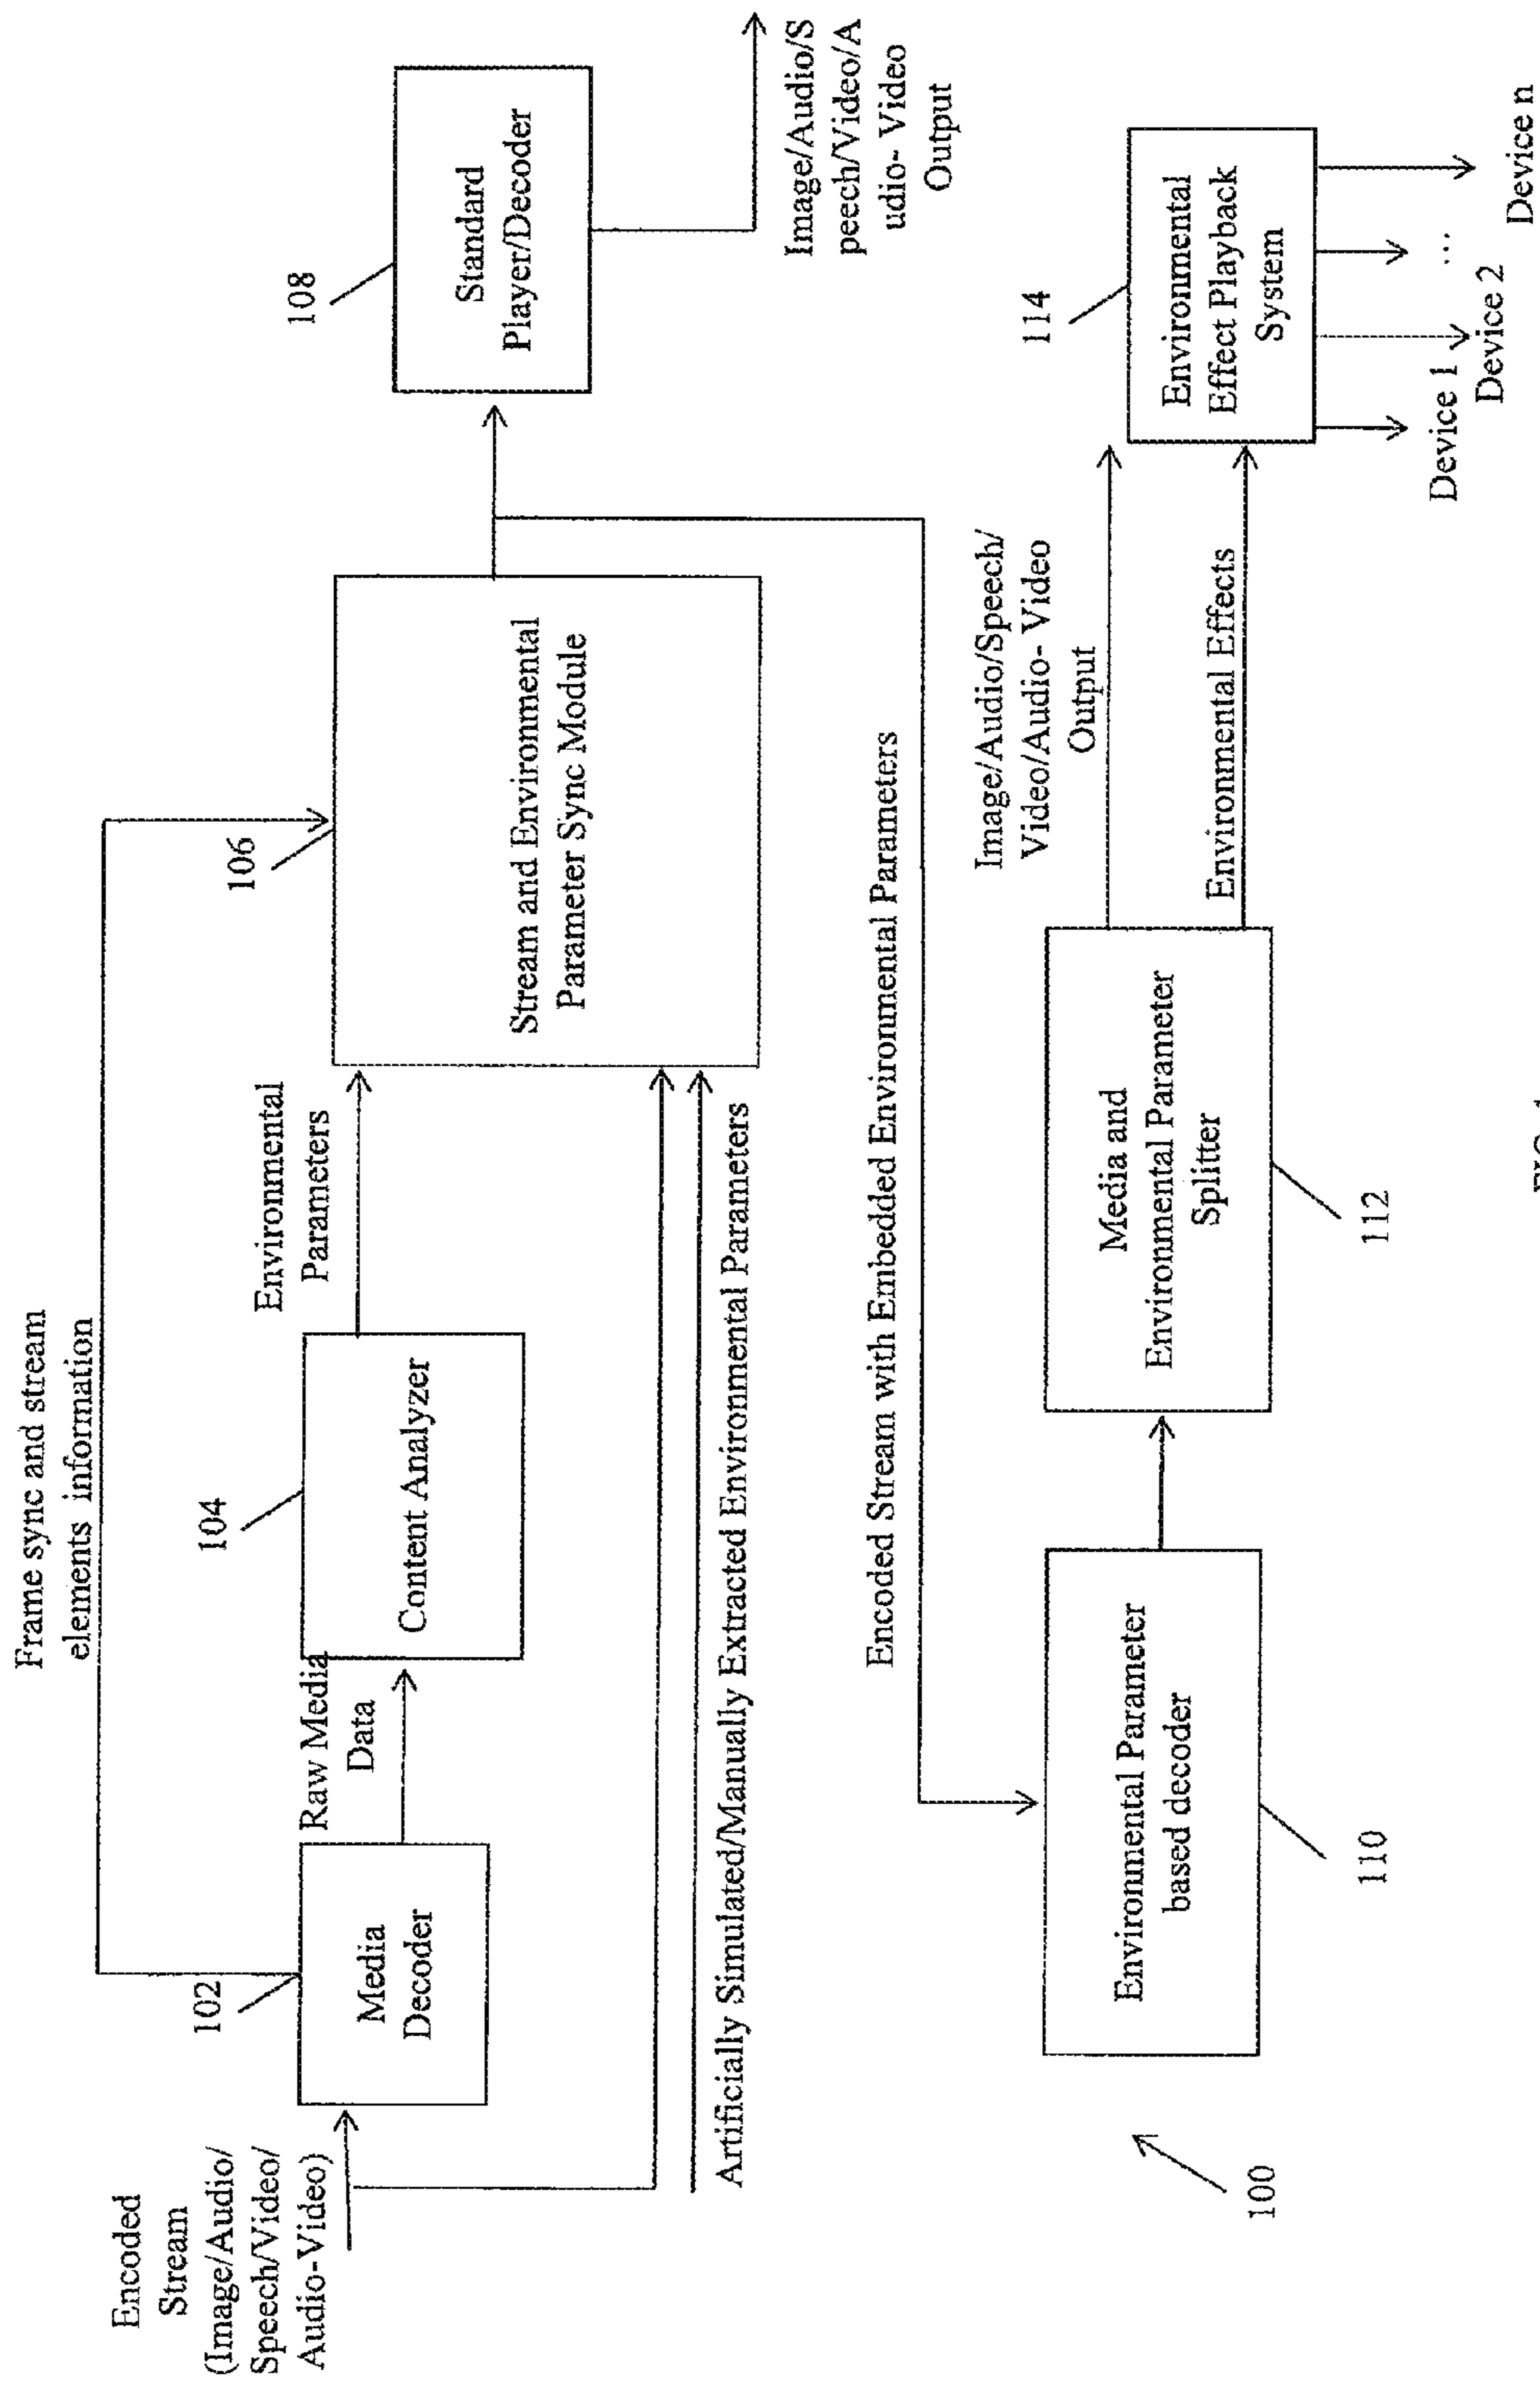 Frame sync and stream
elements information
Encoded
Stream
(Image/Audio/
Speech/Video/
Audio-Video)
102
Media
Decoder
Raw Media
Data
104
Content Analyzer
Environmental
Parameters
106
Stream and Environmental
Parameter Sync Module
108
Standard
Player/Decoder
Image/Audio/S
peech/Video/A
udio- Video
Output
Artificially Simulated/Manually Extracted Environmental Parameters
Encoded Stream with Embedded Environmental Parameters
100
Environmental Parameter
based decoder
110
Media and
Environmental Parameter
Splitter
112
Image/Audio/Speech/
Video/Audio- Video
Output
Environmental Effects
114
Environmental
Effect Playback
System
Device 1
Device 2
...
Device n